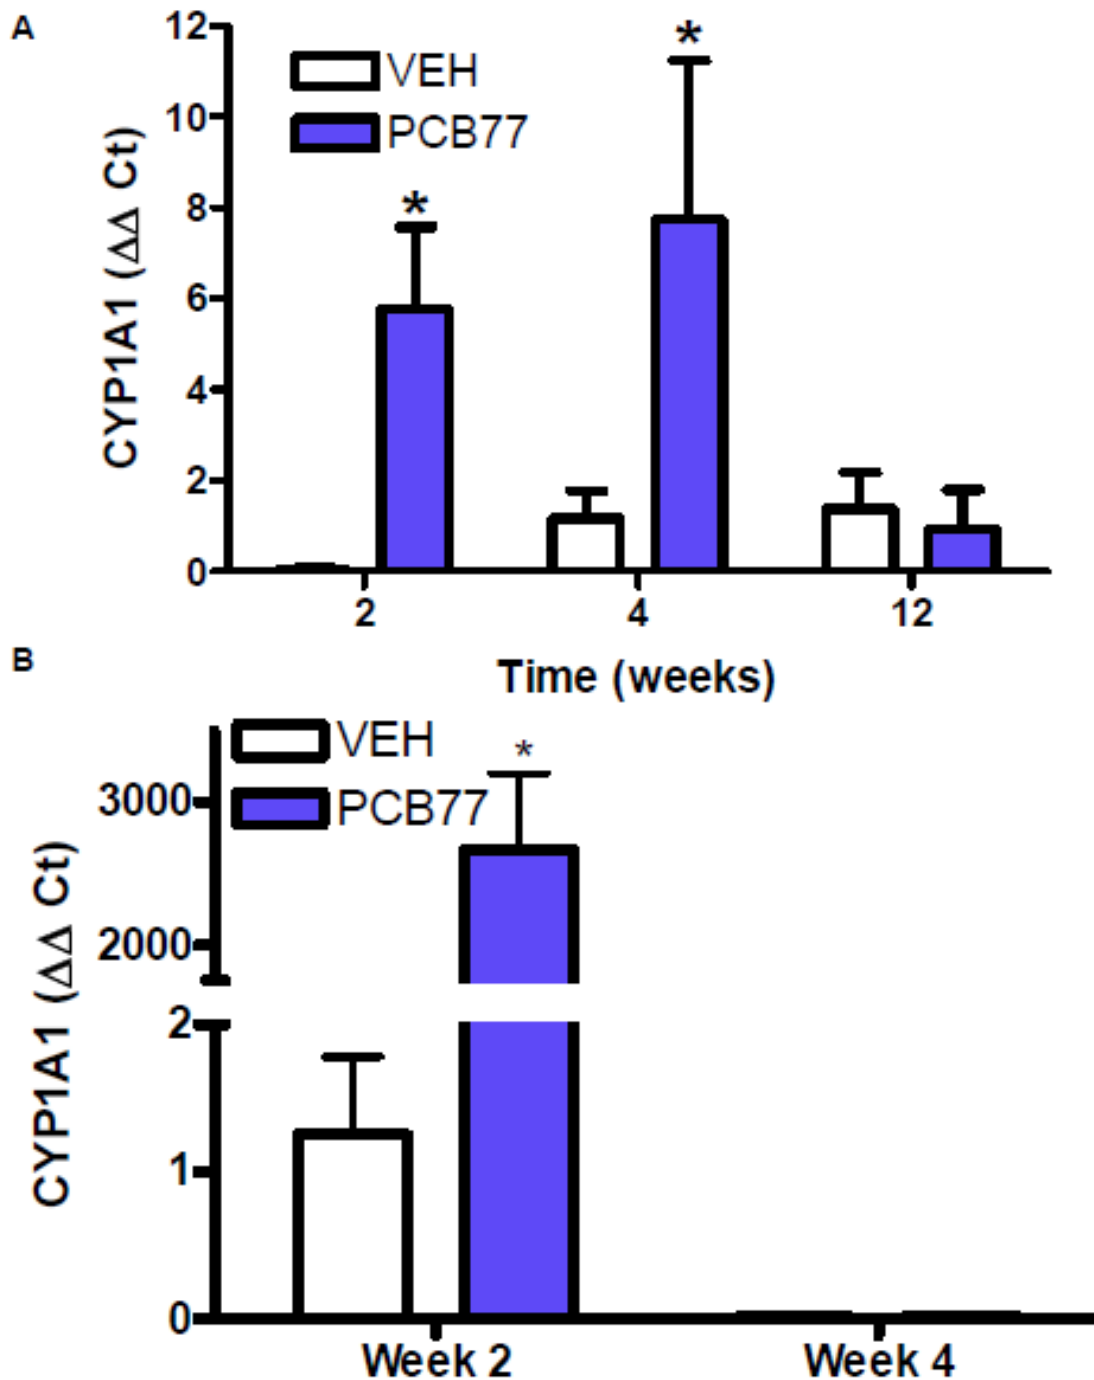 A
12
10
8
6
4
2
0
CYP1A1 (ΔΔ Ct)
VEH
PCB77
*
*
2 4 12
Time (weeks)
B
3000
2000
2
1
0
CYP1A1 (ΔΔ Ct)
VEH
PCB77
*
Week 2 Week 4